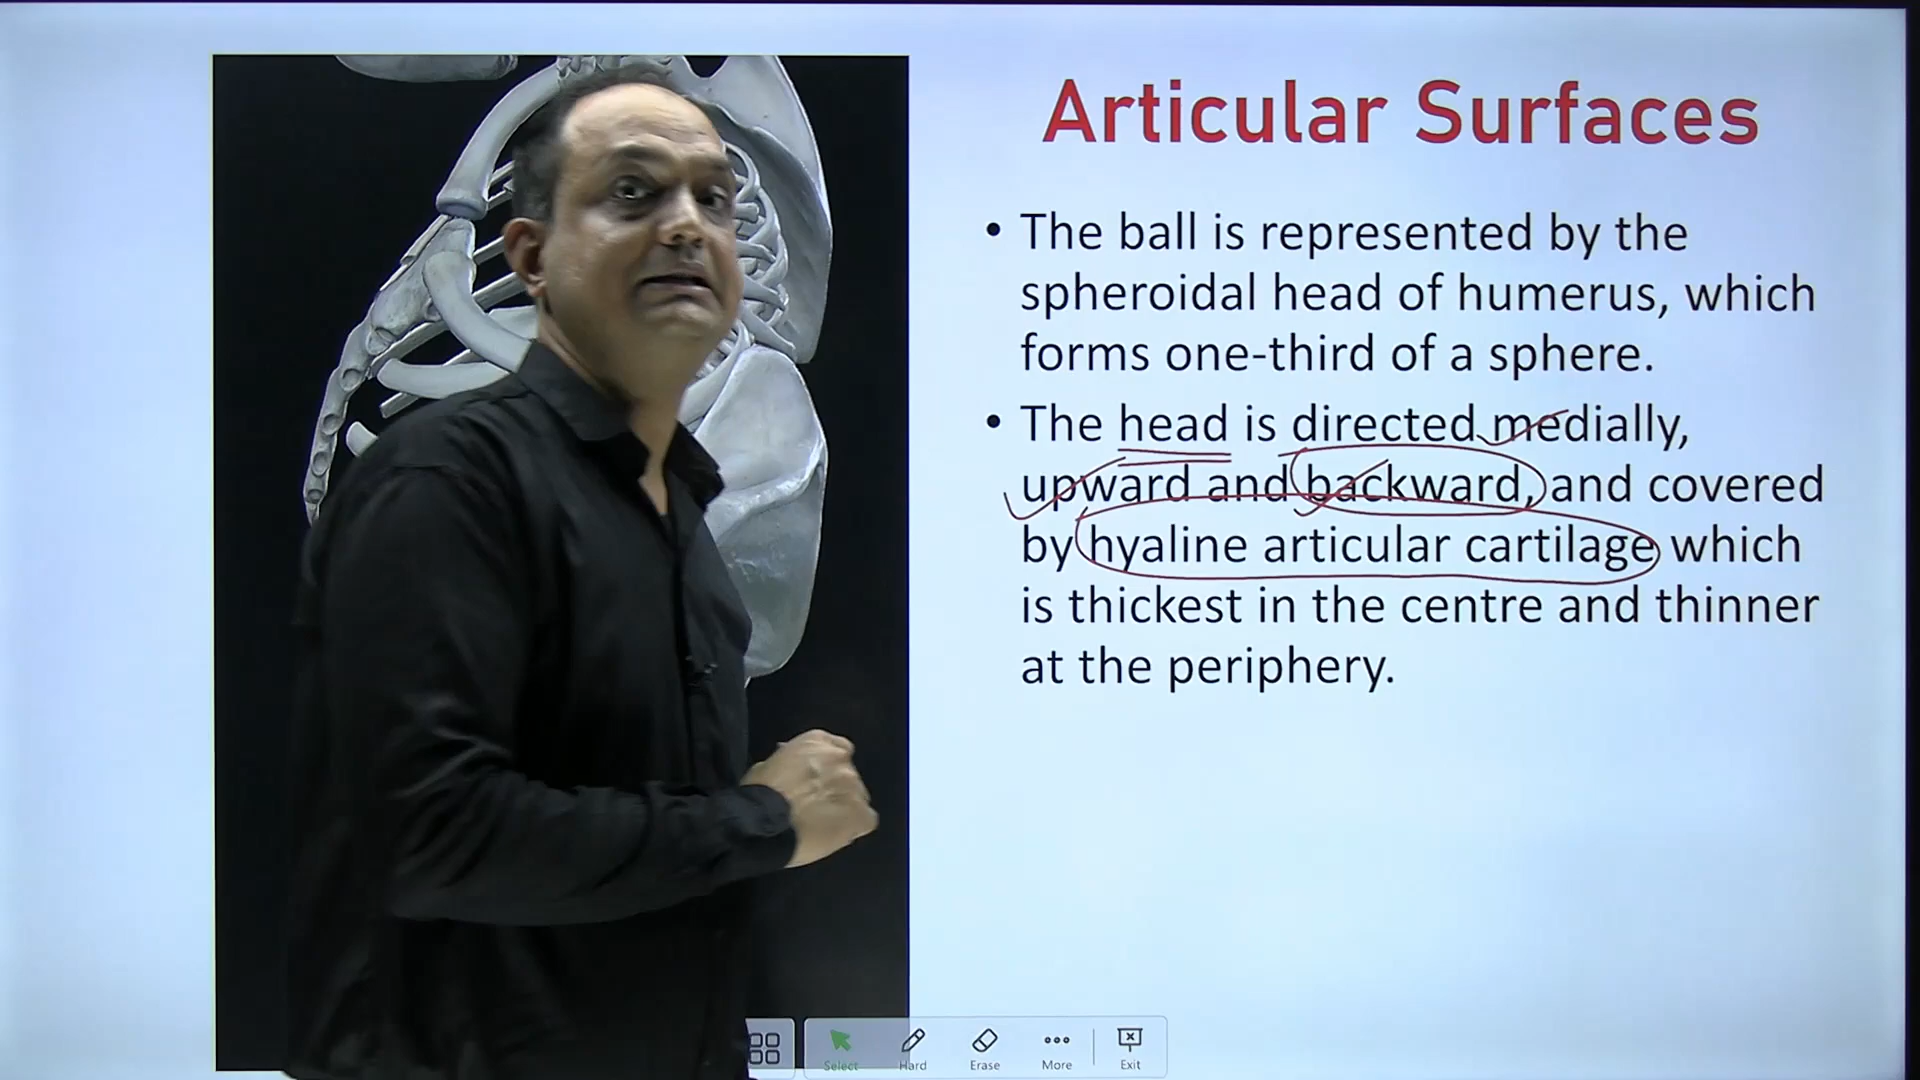 Articular Surfaces
• The ball is represented by the
spheroidal head of humerus, which
forms one-third of a sphere.
• The head is directed medially,
upward and backward, and covered
by hyaline articular cartilage which
is thickest in the centre and thinner
at the periphery.
Select Hard Erase More Exit